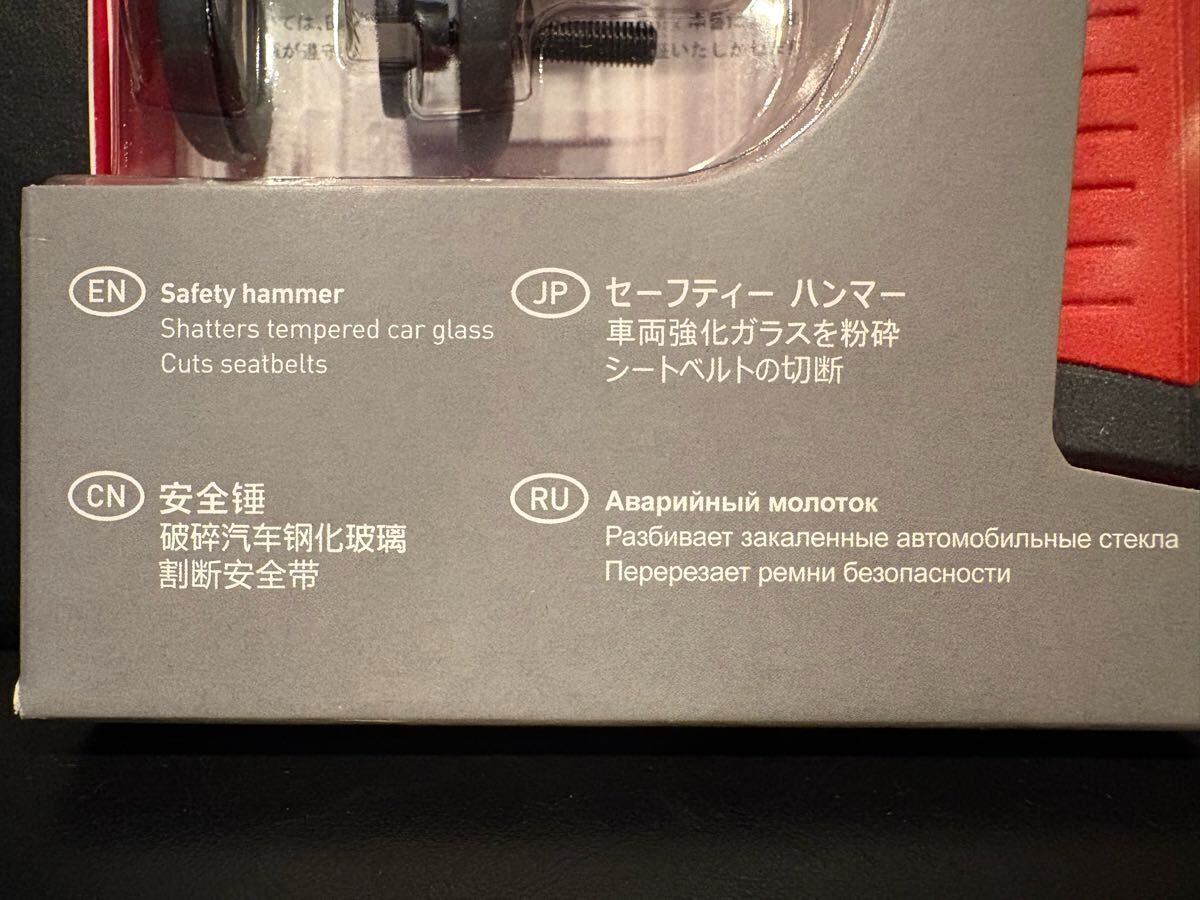 EN Safety hammer
Shatters tempered car glass
Cuts seatbelts
JP セーフティー ハンマー
車両強化ガラスを粉砕
シートベルトの切断
CN 安全锤
破碎汽车钢化玻璃
割断安全带
RU Аварийный молоток
Разбивает закаленные автомобильные стекла
Перерезает ремни безопасности